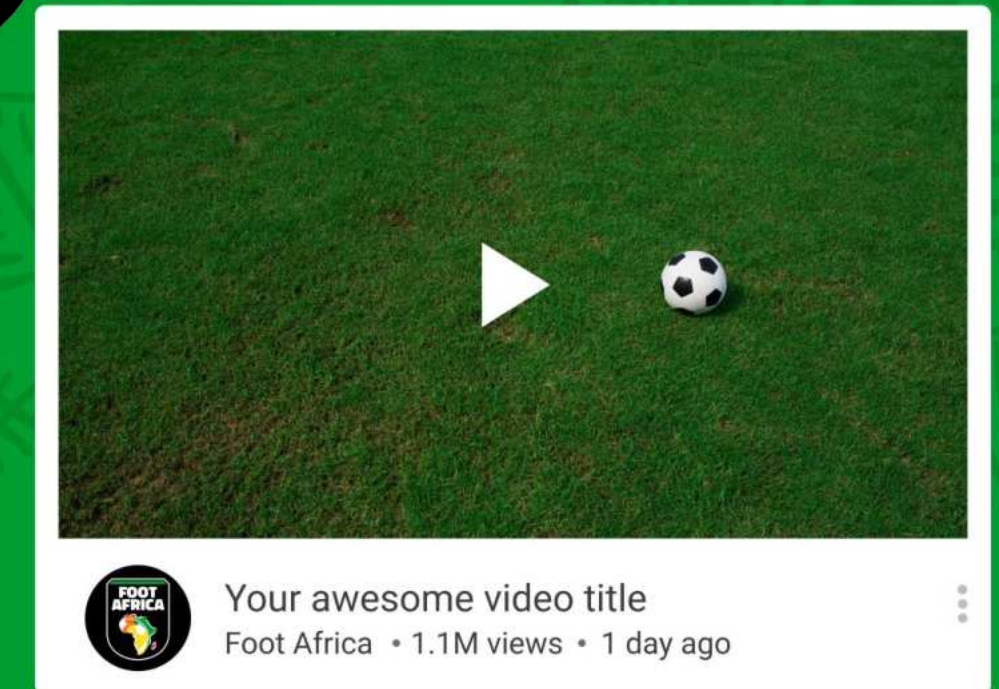 FOOT
AFRICA
Your awesome video title
Foot Africa • 1.1M views • 1 day ago